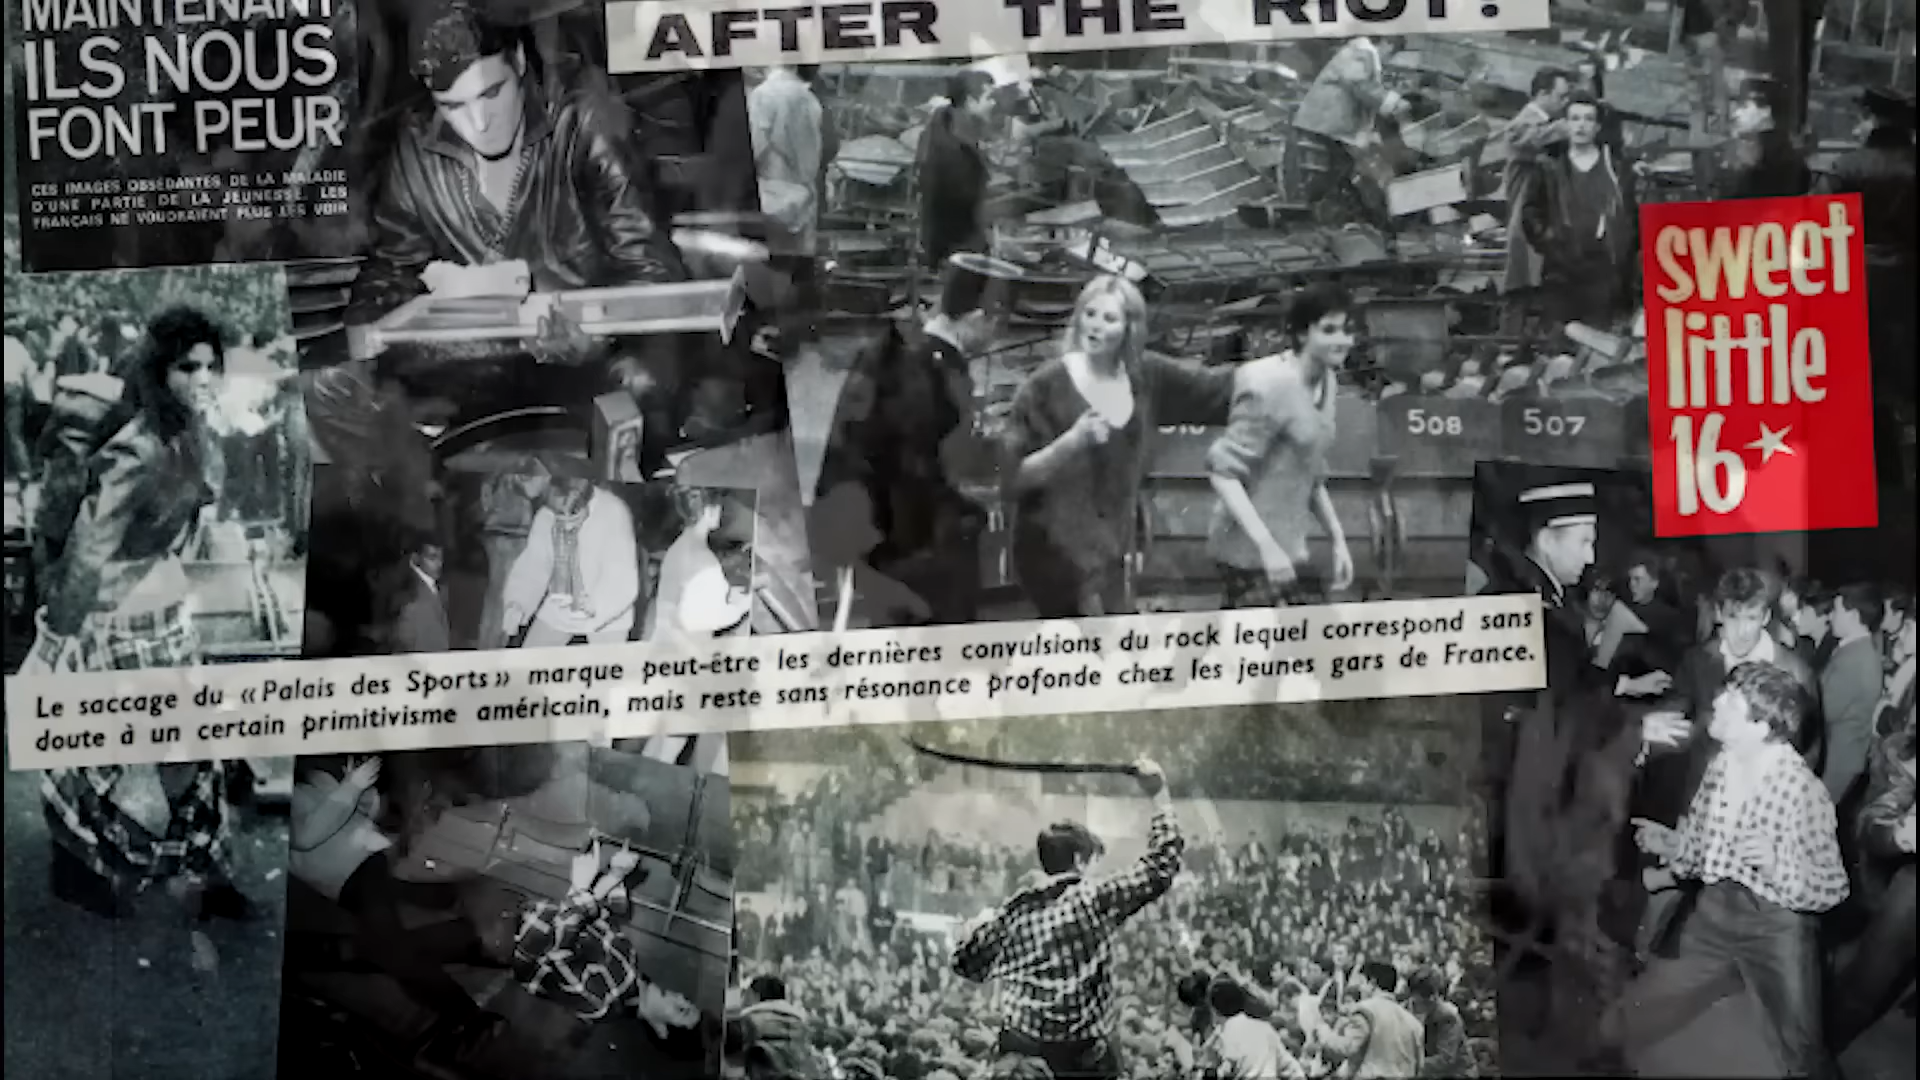 MAINTENANT
ILS NOUS
FONT PEUR
CES IMAGES OBSÉDANTES DE LA MALADIE
D'UNE PARTIE DE LA JEUNESSE. LES
FRANÇAIS NE VOUDRAIENT PLUS LES VOIR
AFTER THE RIOT!
sweet
little
16
508 507
Le saccage du «Palais des Sports» marque peut-être les dernières convulsions du rock lequel correspond sans
doute à un certain primitivisme américain, mais reste sans résonance profonde chez les jeunes gars de France.